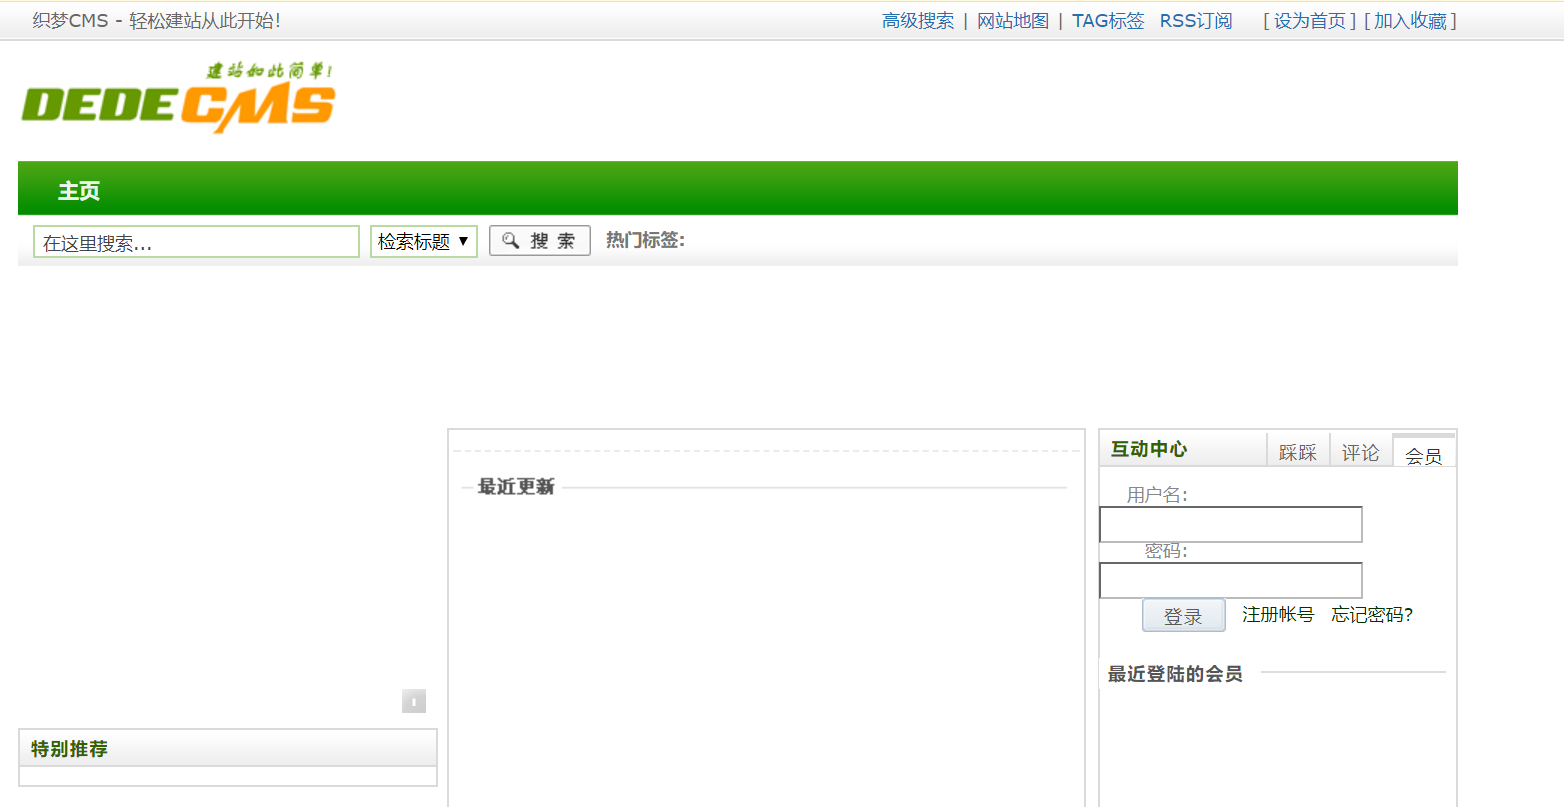 织梦CMS - 轻松建站从此开始!
高级搜索 | 网站地图 | TAG标签 RSS订阅 [ 设为首页 ] [ 加入收藏 ]
建站如此简单!
DEDECMS
主页
在这里搜索... 检索标题 ▼ 搜 索 热门标签:
互动中心 踩踩 评论 会员
最近更新
用户名:
密码:
登录 注册帐号 忘记密码?
最近登陆的会员
1
特别推荐